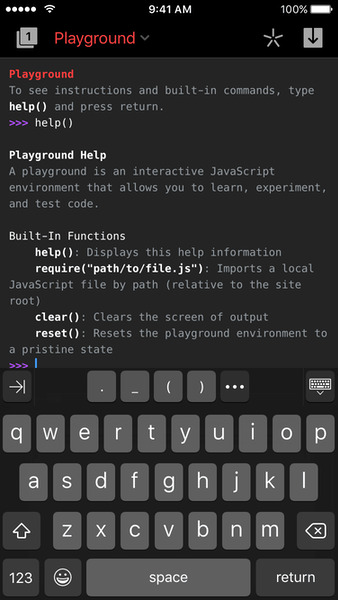 9:41 AM 100%
1 Playground
Playground
To see instructions and built-in commands, type
help() and press return.
>>> help()
Playground Help
A playground is an interactive JavaScript
environment that allows you to learn, experiment,
and test code.
Built-In Functions
help(): Displays this help information
require("path/to/file.js"): Imports a local
JavaScript file by path (relative to the site
root)
clear(): Clears the screen of output
reset(): Resets the playground environment to
a pristine state
>>>
. _ ( ) •••
q w e r t y u i o p
a s d f g h j k l
z x c v b n m
123 space return